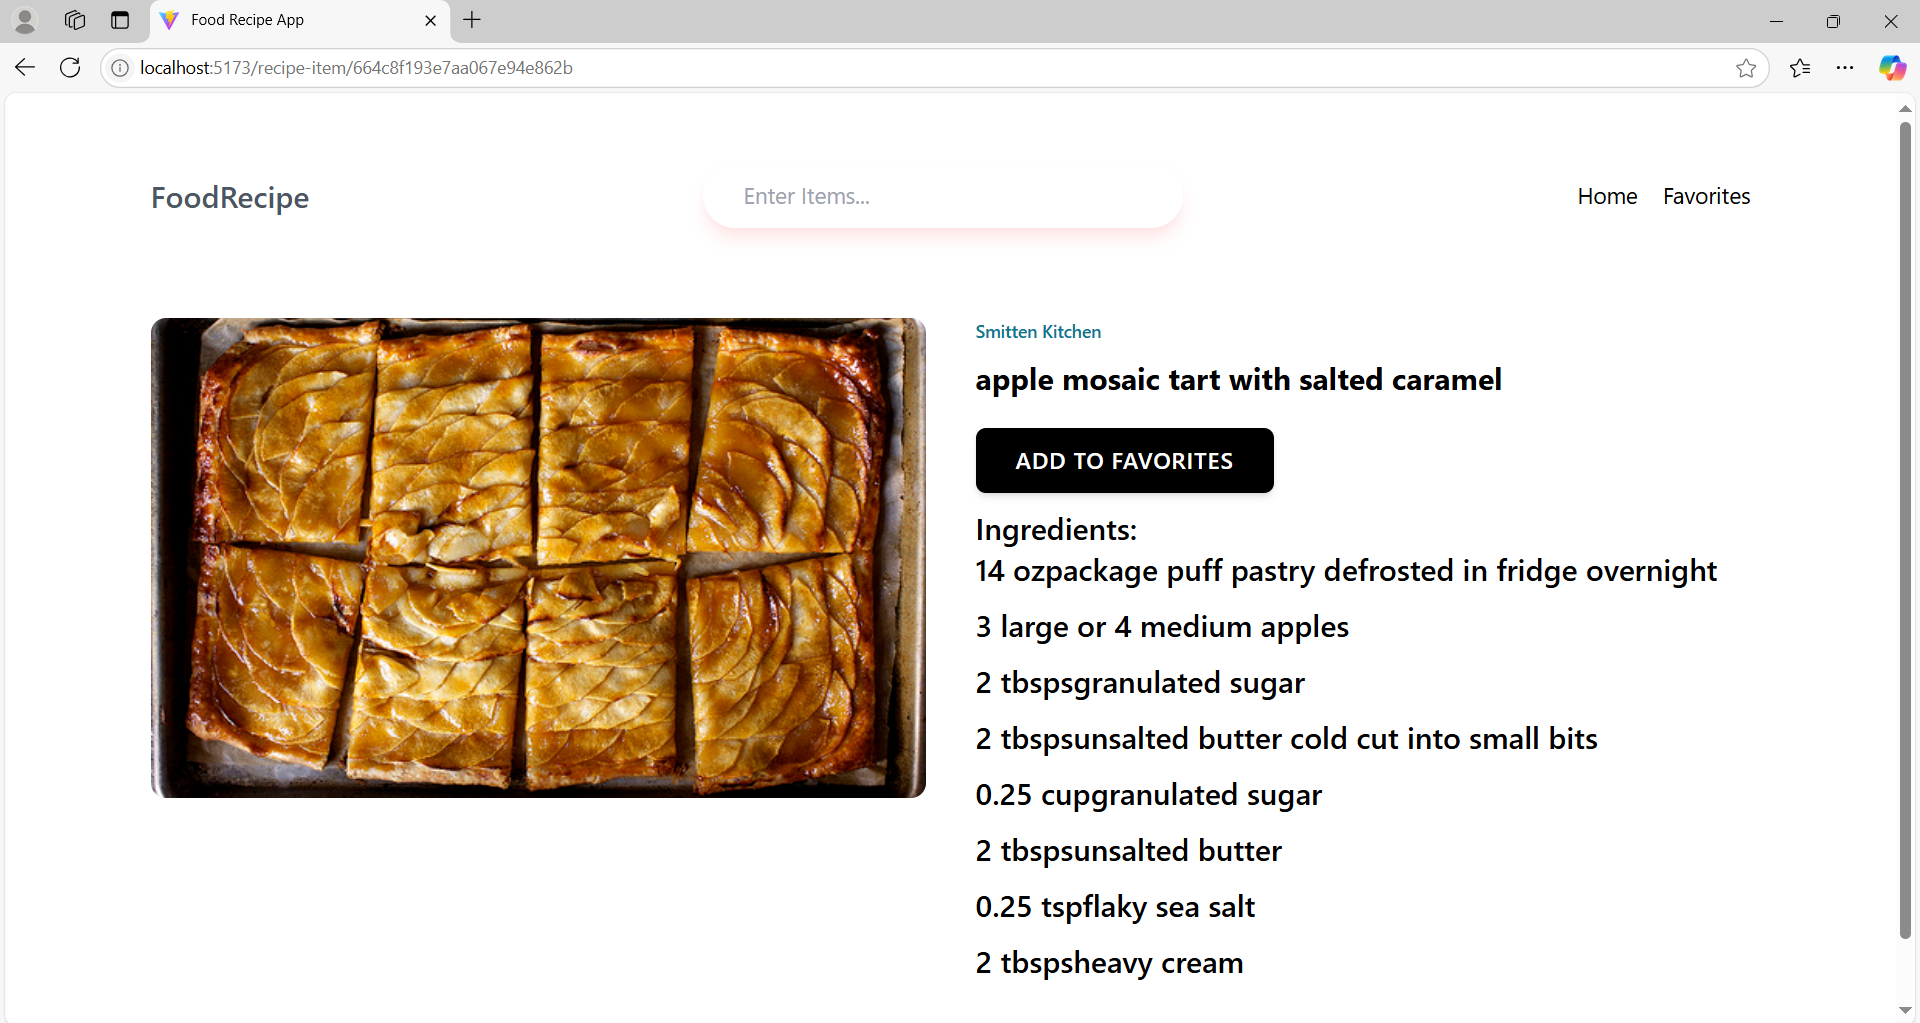 Food Recipe App
localhost:5173/recipe-item/664c8f193e7aa067e94e862b
FoodRecipe
Enter Items...
Home Favorites
Smitten Kitchen
apple mosaic tart with salted caramel
ADD TO FAVORITES
Ingredients:
14 ozpackage puff pastry defrosted in fridge overnight
3 large or 4 medium apples
2 tbspsgranulated sugar
2 tbspsunsalted butter cold cut into small bits
0.25 cupgranulated sugar
2 tbspsunsalted butter
0.25 tspflaky sea salt
2 tbspsheavy cream